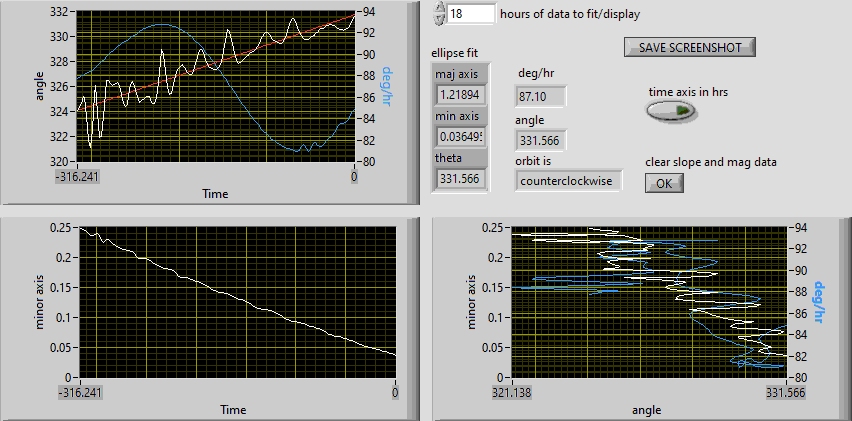 332
330
328
326
324
322
320
angle
94
92
90
88
86
84
82
80
deg/hr
-316.241
0
Time
18 hours of data to fit/display
SAVE SCREENSHOT
ellipse fit
maj axis
1.21894
min axis
0.03649
theta
331.566
deg/hr
87.10
angle
331.566
orbit is
counterclockwise
time axis in hrs
clear slope and mag data
OK
0.25
0.2
0.15
0.1
0.05
0
minor axis
-316.241
0
Time
0.25
0.2
0.15
0.1
0.05
0
minor axis
94
92
90
88
86
84
82
80
deg/hr
321.138
331.566
angle